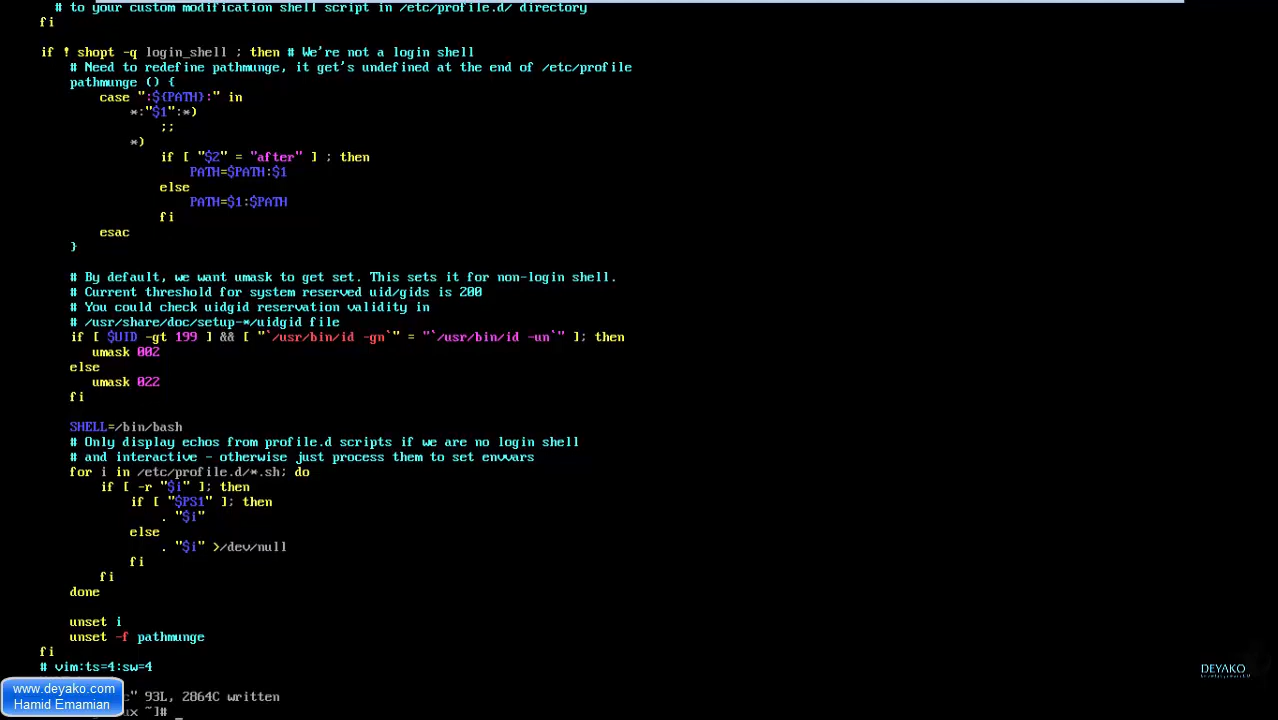 # to your custom modification shell script in /etc/profile.d/ directory
fi
if ! shopt -q login_shell ; then # We're not a login shell
# Need to redefine pathmunge, it get's undefined at the end of /etc/profile
pathmunge () {
case ":${PATH}:" in
*:"$1":*)
;;
*)
if [ "$2" = "after" ] ; then
PATH=$PATH:$1
else
PATH=$1:$PATH
fi
esac
}
# By default, we want umask to get set. This sets it for non-login shell.
# Current threshold for system reserved uid/gids is 200
# You could check uidgid reservation validity in
# /usr/share/doc/setup-*/uidgid file
if [ $UID -gt 199 ] && [ "`/usr/bin/id -gn`" = "`/usr/bin/id -un`" ]; then
umask 002
else
umask 022
fi
SHELL=/bin/bash
# Only display echos from profile.d scripts if we are no login shell
# and interactive - otherwise just process them to set envvars
for i in /etc/profile.d/*.sh; do
if [ -r "$i" ]; then
if [ "$PS1" ]; then
. "$i"
else
. "$i" >/dev/null
fi
fi
done
unset i
unset -f pathmunge
fi
# vim:ts=4:sw=4
c" 93L, 2864C written
ux ~]# _
www.deyako.com
Hamid Emamian
DEYAKO